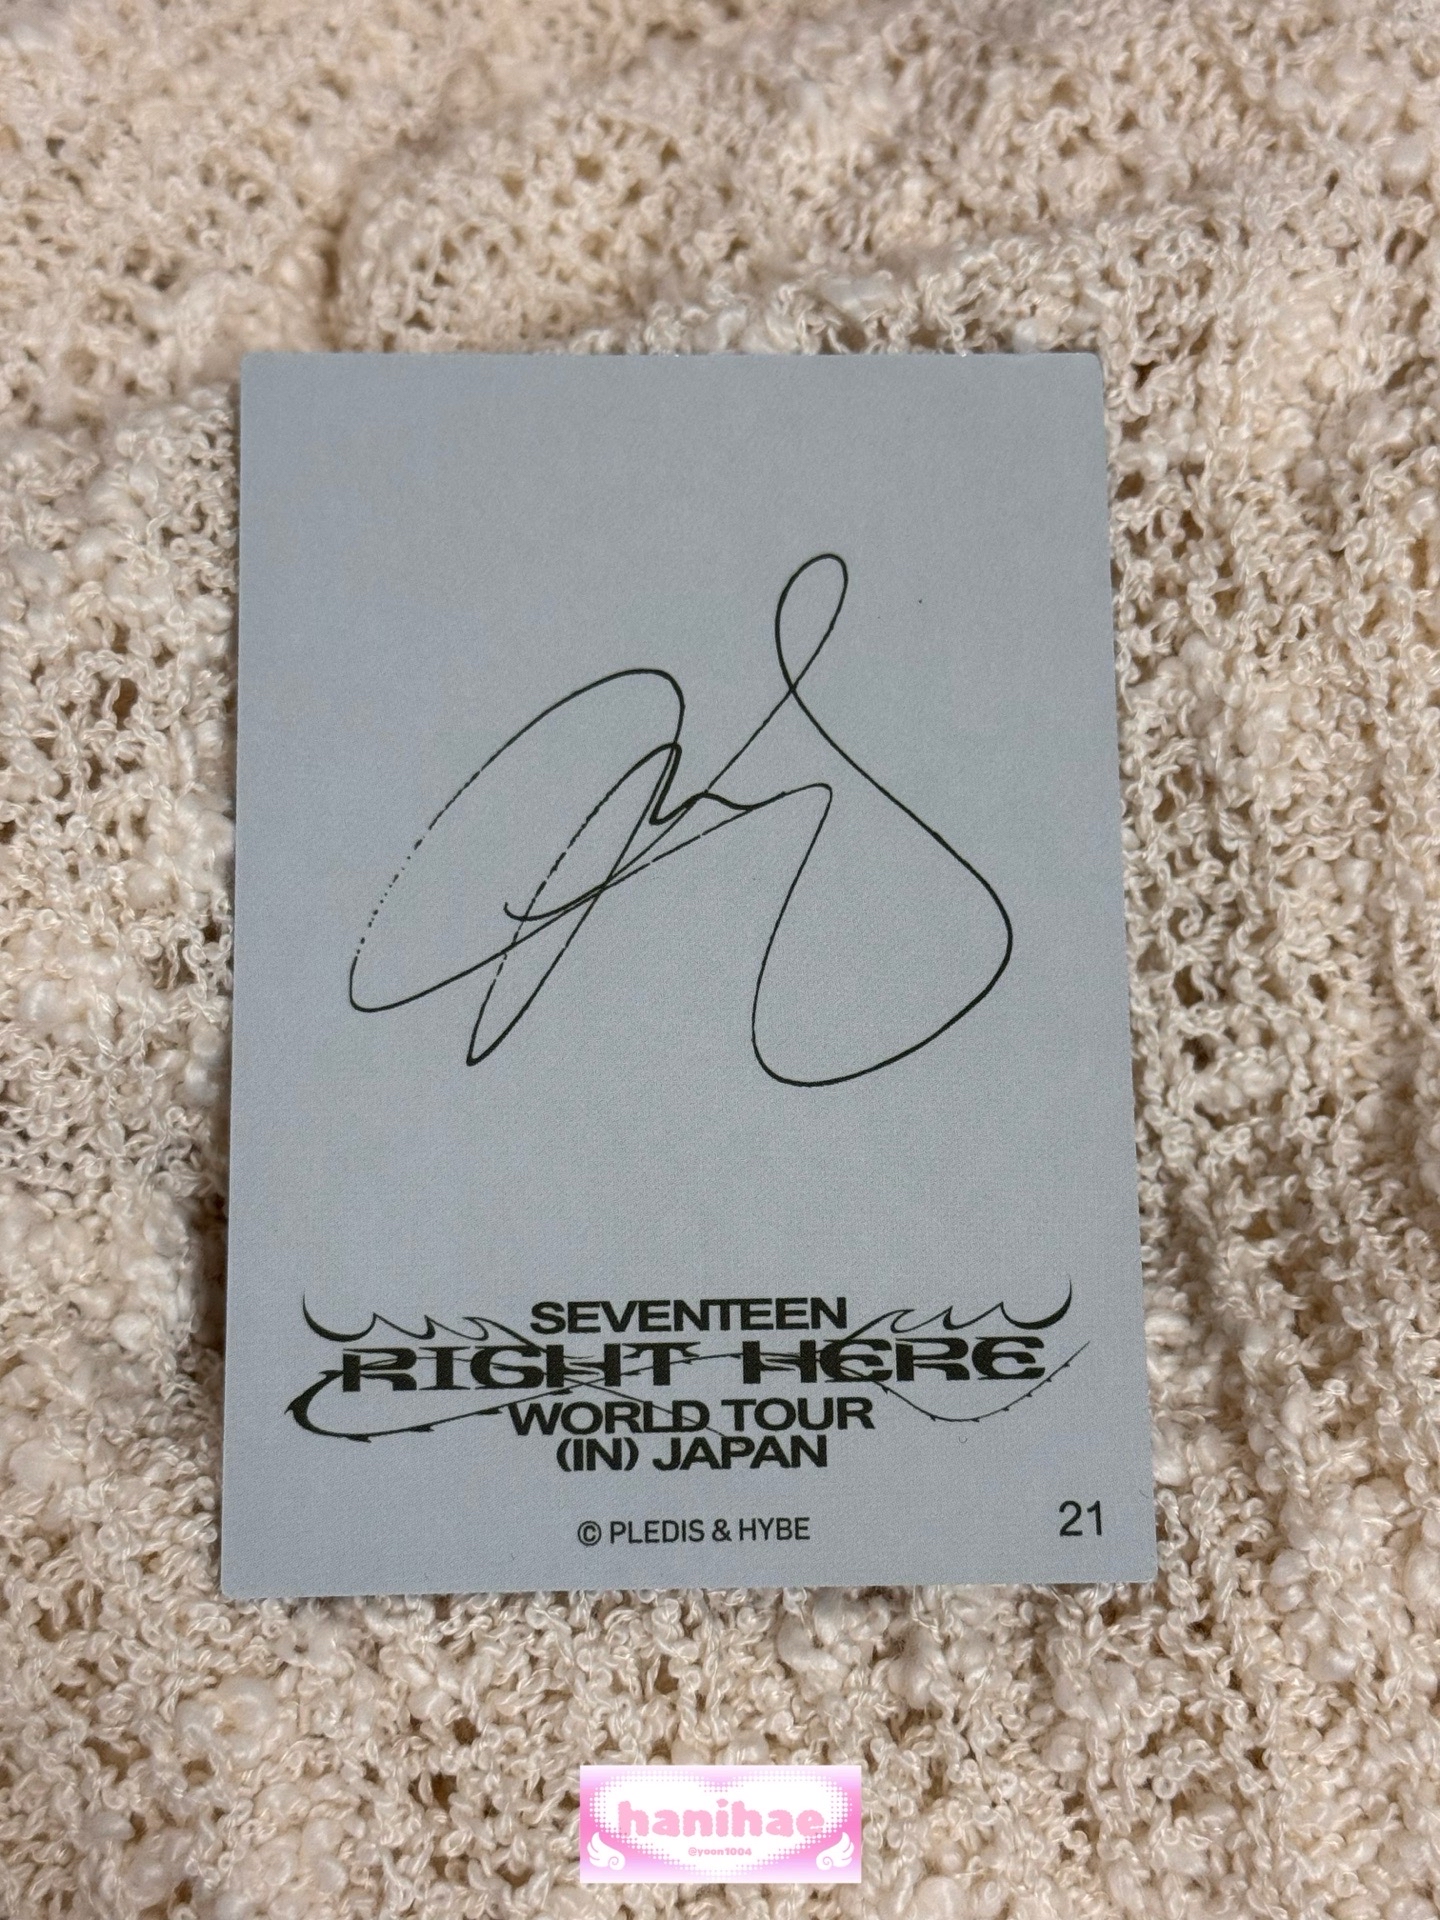 SEVENTEEN
RIGHT HERE
WORLD TOUR
(IN) JAPAN
© PLEDIS & HYBE
21
hanihae
@yoon1004